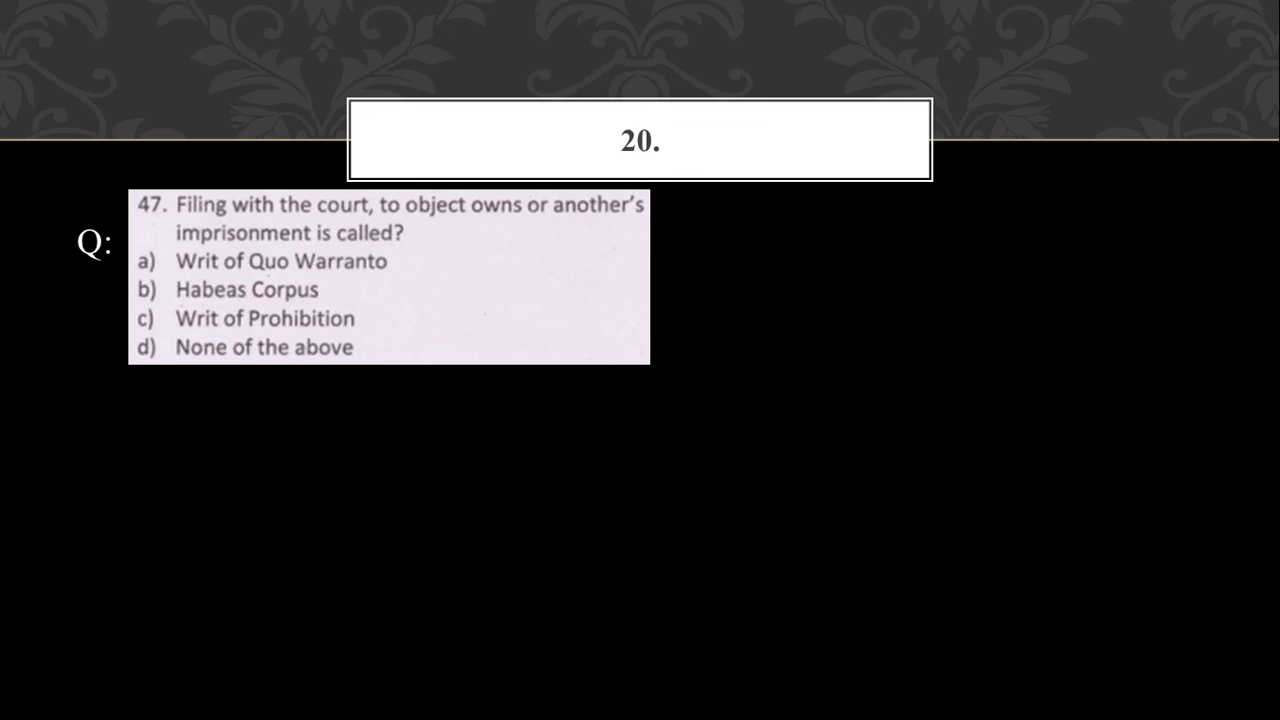 20.
Q:
47. Filing with the court, to object owns or another's
imprisonment is called?
a) Writ of Quo Warranto
b) Habeas Corpus
c) Writ of Prohibition
d) None of the above